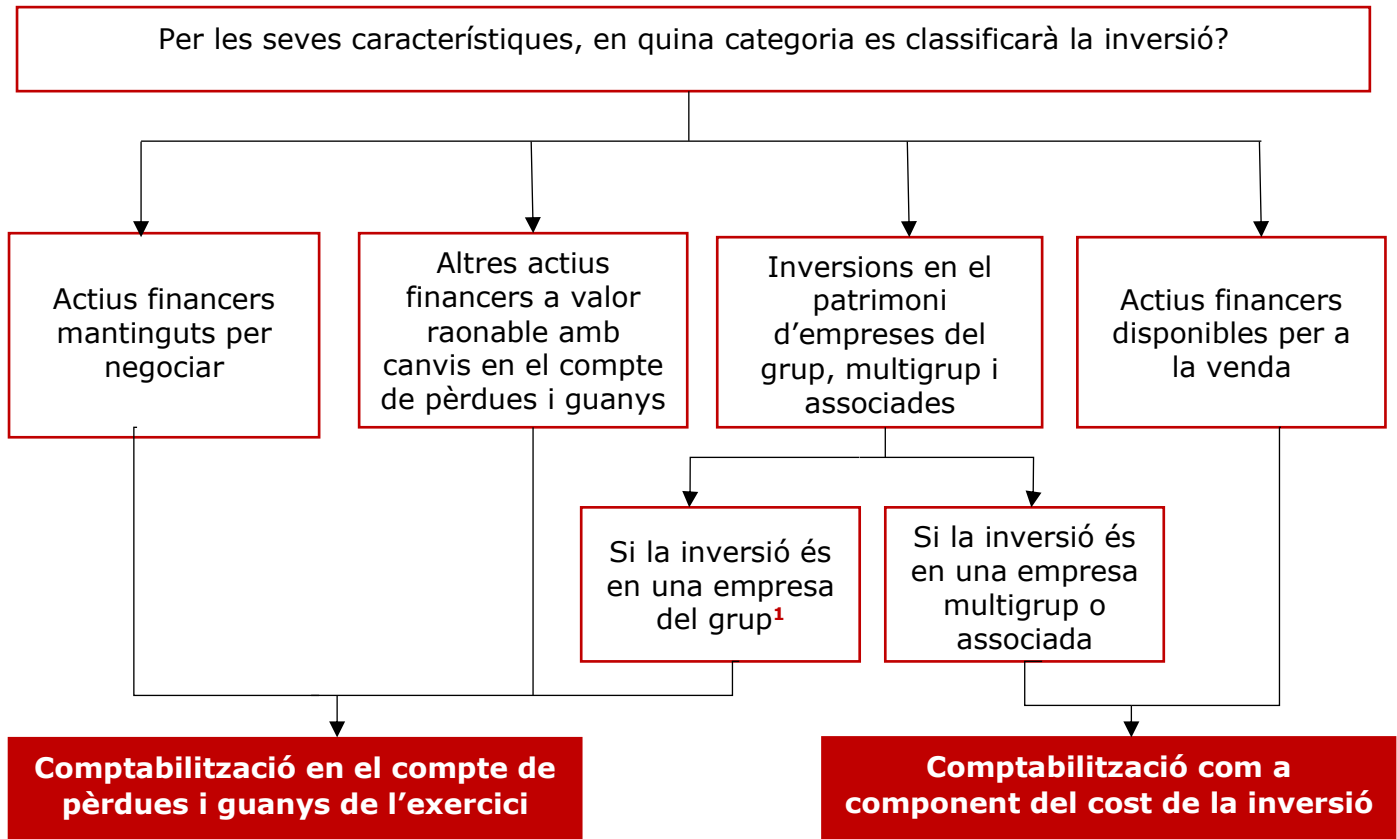 Per les seves característiques, en quina categoria es classificarà la inversió?
Actius financers
mantinguts per
negociar
Altres actius
financers a valor
raonable amb
canvis en el compte
de pèrdues i guanys
Inversions en el
patrimoni
d’empreses del
grup, multigrup i
associades
Actius financers
disponibles per a
la venda
Si la inversió és
en una empresa
del grup1
Si la inversió és
en una empresa
multigrup o
associada
Comptabilització en el compte de
pèrdues i guanys de l’exercici
Comptabilització com a
component del cost de la inversió